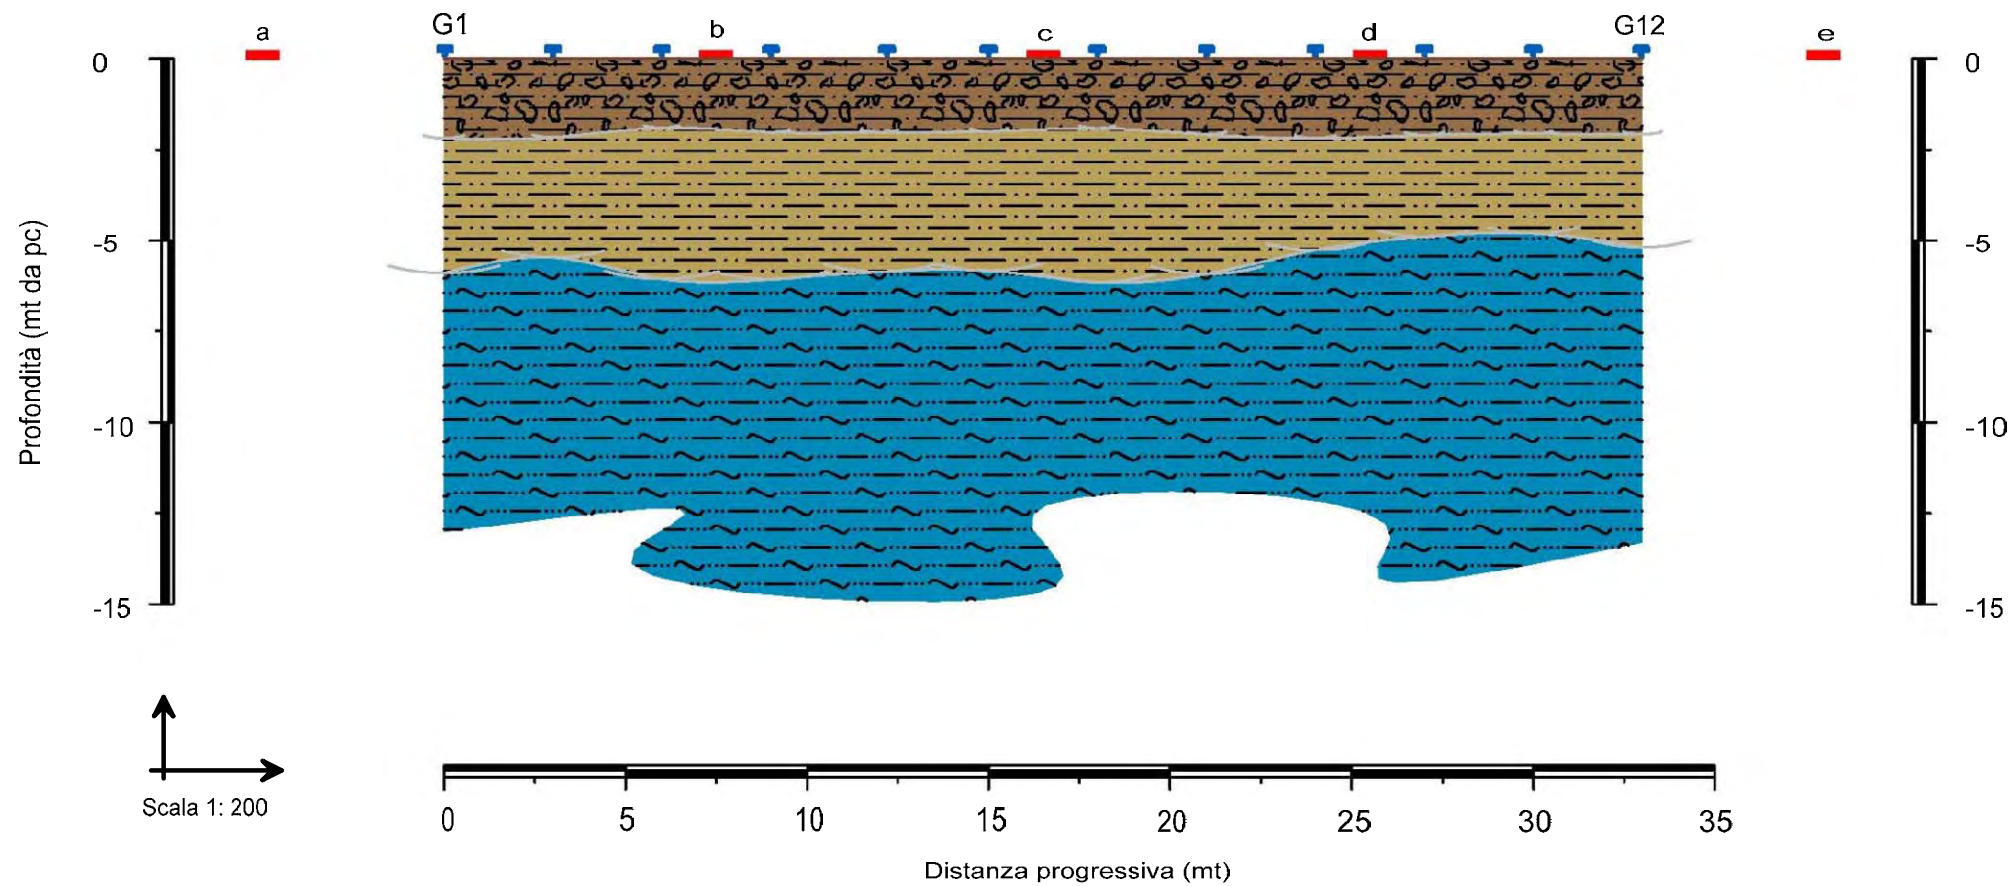 G1 G12
a b c d e
0 0
-5 -5
-10 -10
-15 -15
Profondità (mt da pc)
Scala 1: 200
0 5 10 15 20 25 30 35
Distanza progressiva (mt)